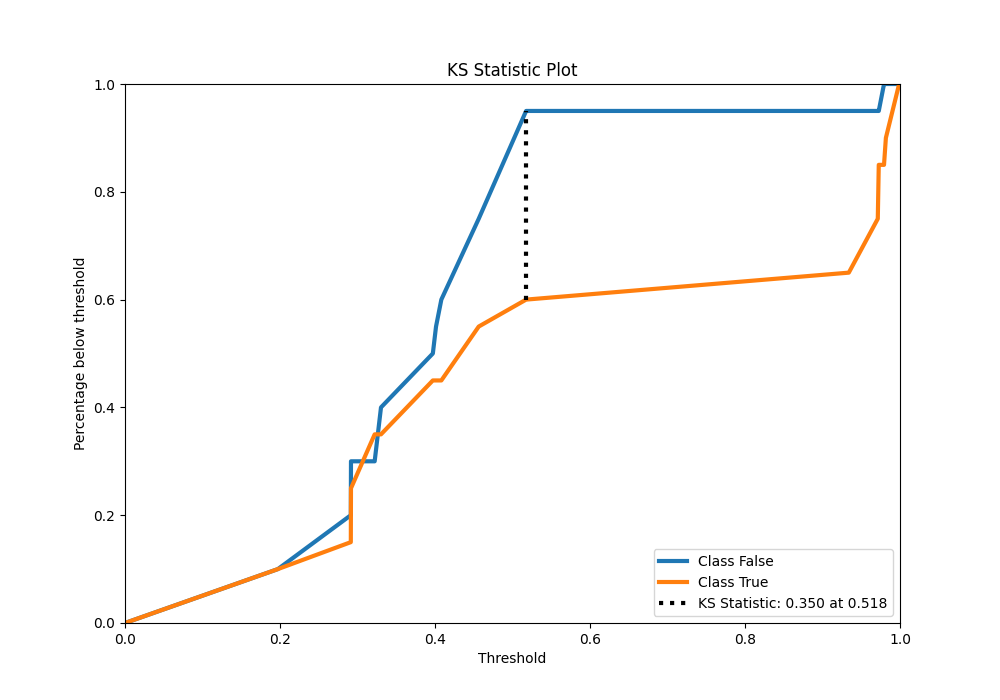 KS Statistic Plot
1.0
0.8
0.6
0.4
0.2
0.0
Percentage below threshold
0.0 0.2 0.4 0.6 0.8 1.0
Threshold
Class False
Class True
KS Statistic: 0.350 at 0.518